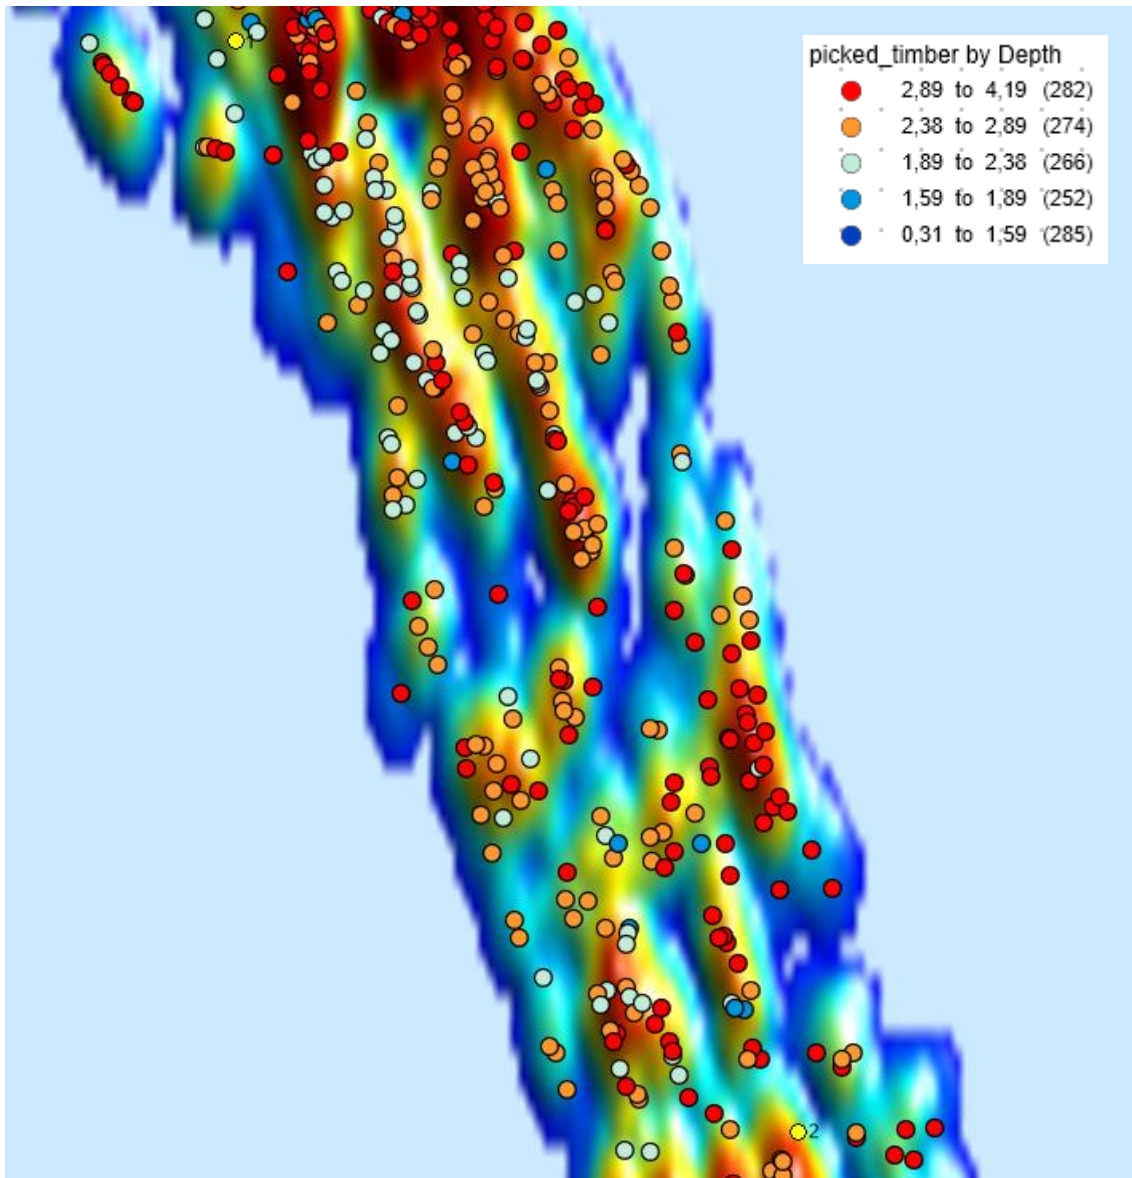 1
picked_timber by Depth
2,89 to 4,19 (282)
2,38 to 2,89 (274)
1,89 to 2,38 (266)
1,59 to 1,89 (252)
0,31 to 1,59 (285)
2